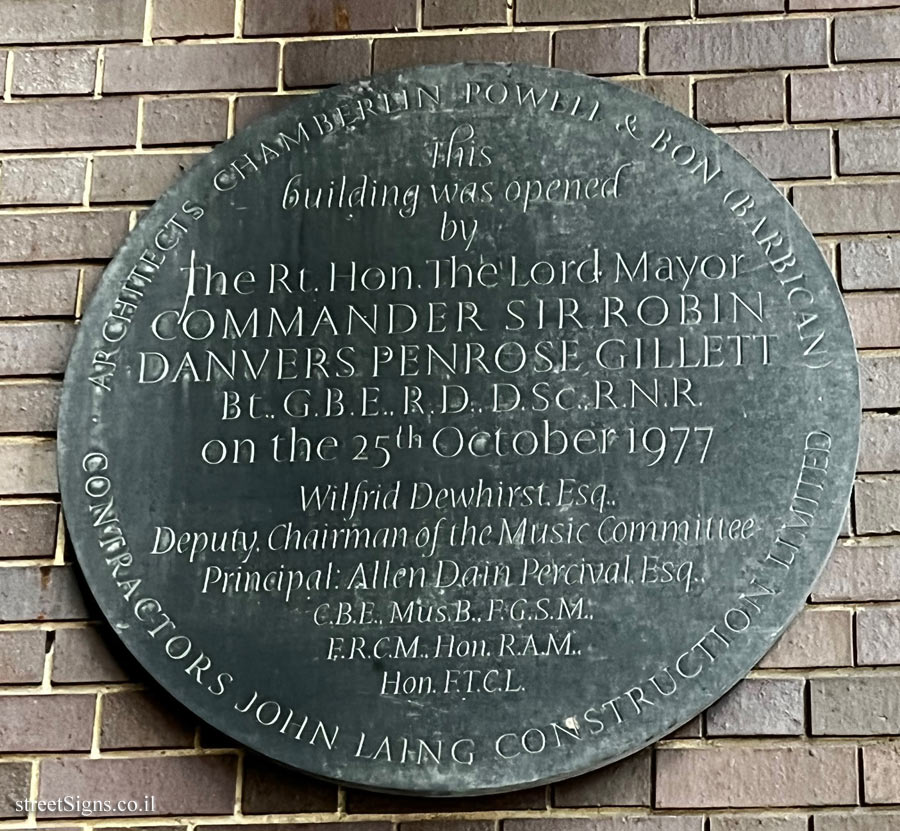 ARCHITECTS CHAMBERLIN POWELL & BON (BARBICAN) ·
This
building was opened
by
The Rt. Hon. The Lord Mayor
COMMANDER SIR ROBIN
DANVERS PENROSE GILLETT
Bt., G.B.E., R.D., D.Sc., R.N.R.
on the 25th October 1977
Wilfrid Dewhirst, Esq.,
Deputy, Chairman of the Music Committee
Principal: Allen Dain Percival, Esq.,
C.B.E., Mus.B., F.G.S.M.,
F.R.C.M., Hon. R.A.M.,
Hon. F.T.C.L.
CONTRACTORS JOHN LAING CONSTRUCTION LIMITED ·
streetSigns.co.il